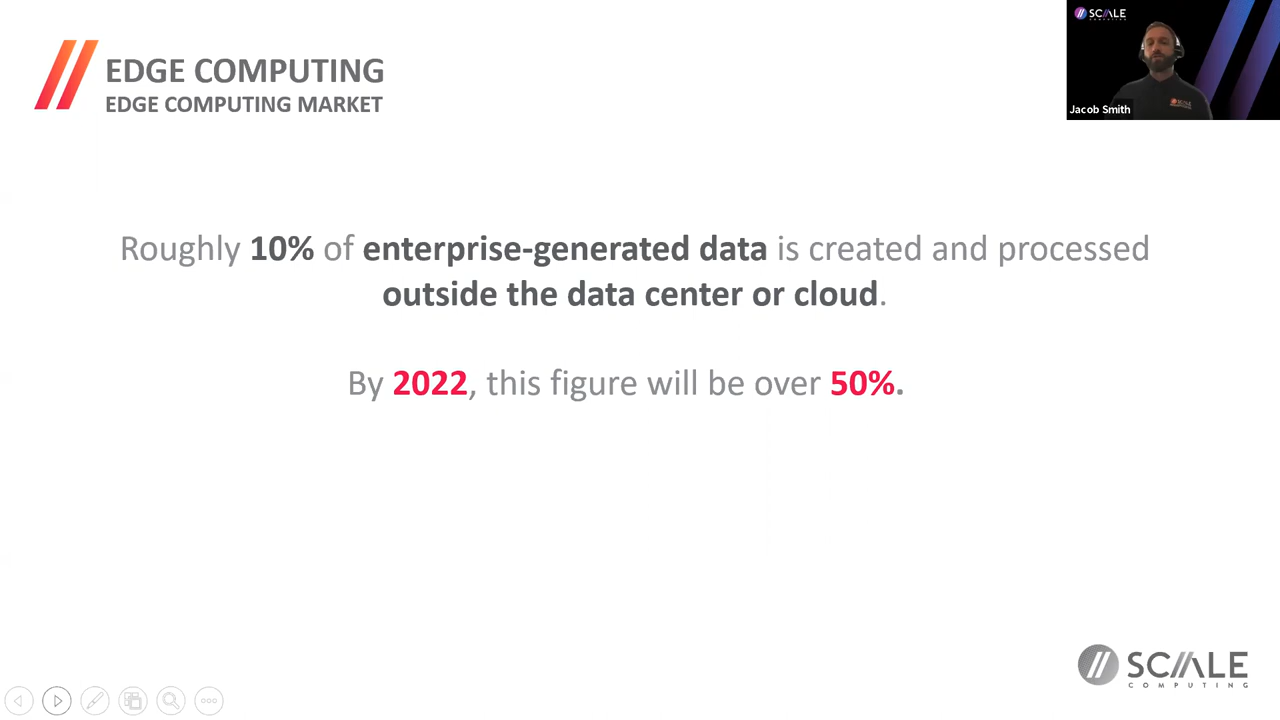 EDGE COMPUTING
EDGE COMPUTING MARKET
SCALE
COMPUTING
Jacob Smith
Roughly 10% of enterprise-generated data is created and processed
outside the data center or cloud.
By 2022, this figure will be over 50%.
SCALE
COMPUTING